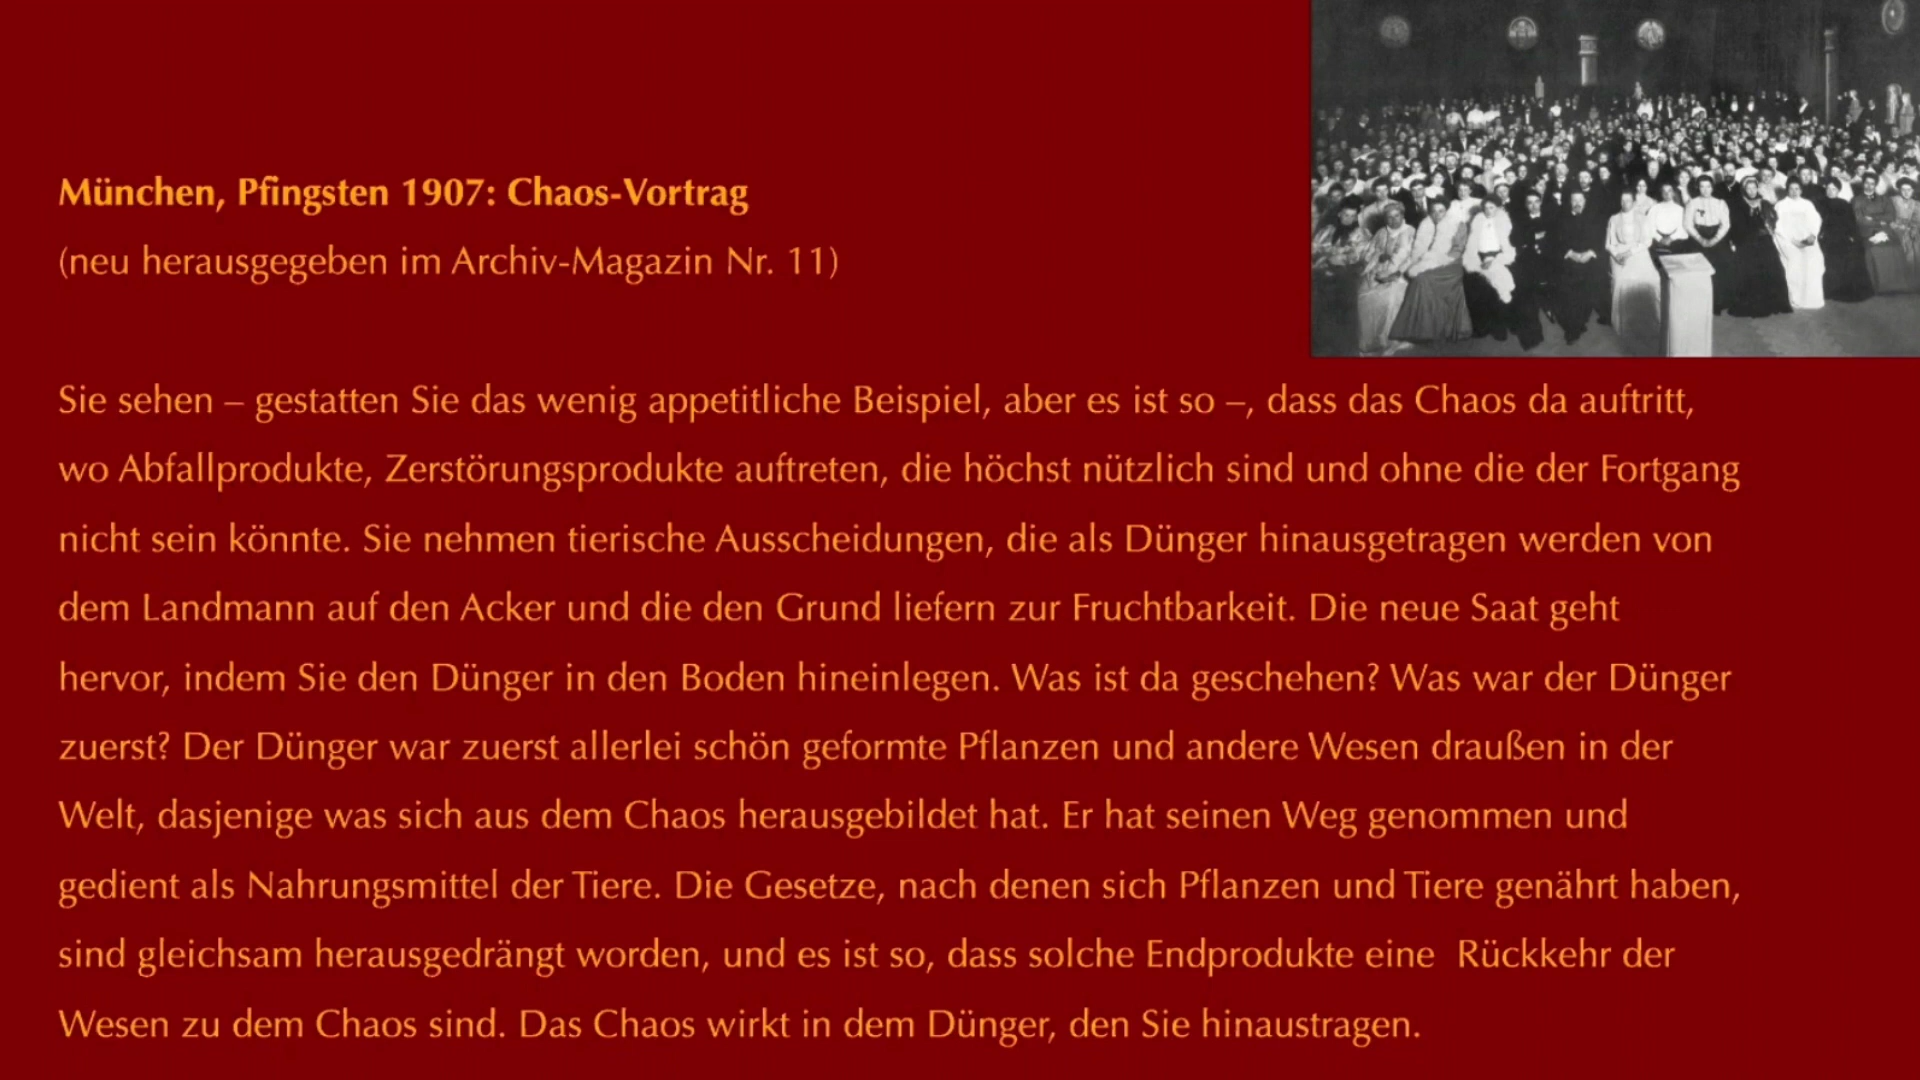 München, Pfingsten 1907: Chaos-Vortrag
(neu herausgegeben im Archiv-Magazin Nr. 11)
Sie sehen – gestatten Sie das wenig appetitliche Beispiel, aber es ist so –, dass das Chaos da auftritt,
wo Abfallprodukte, Zerstörungsprodukte auftreten, die höchst nützlich sind und ohne die der Fortgang
nicht sein könnte. Sie nehmen tierische Ausscheidungen, die als Dünger hinausgetragen werden von
dem Landmann auf den Acker und die den Grund liefern zur Fruchtbarkeit. Die neue Saat geht
hervor, indem Sie den Dünger in den Boden hineinlegen. Was ist da geschehen? Was war der Dünger
zuerst? Der Dünger war zuerst allerlei schön geformte Pflanzen und andere Wesen draußen in der
Welt, dasjenige was sich aus dem Chaos herausgebildet hat. Er hat seinen Weg genommen und
gedient als Nahrungsmittel der Tiere. Die Gesetze, nach denen sich Pflanzen und Tiere genährt haben,
sind gleichsam herausgedrängt worden, und es ist so, dass solche Endprodukte eine  Rückkehr der
Wesen zu dem Chaos sind. Das Chaos wirkt in dem Dünger, den Sie hinaustragen.